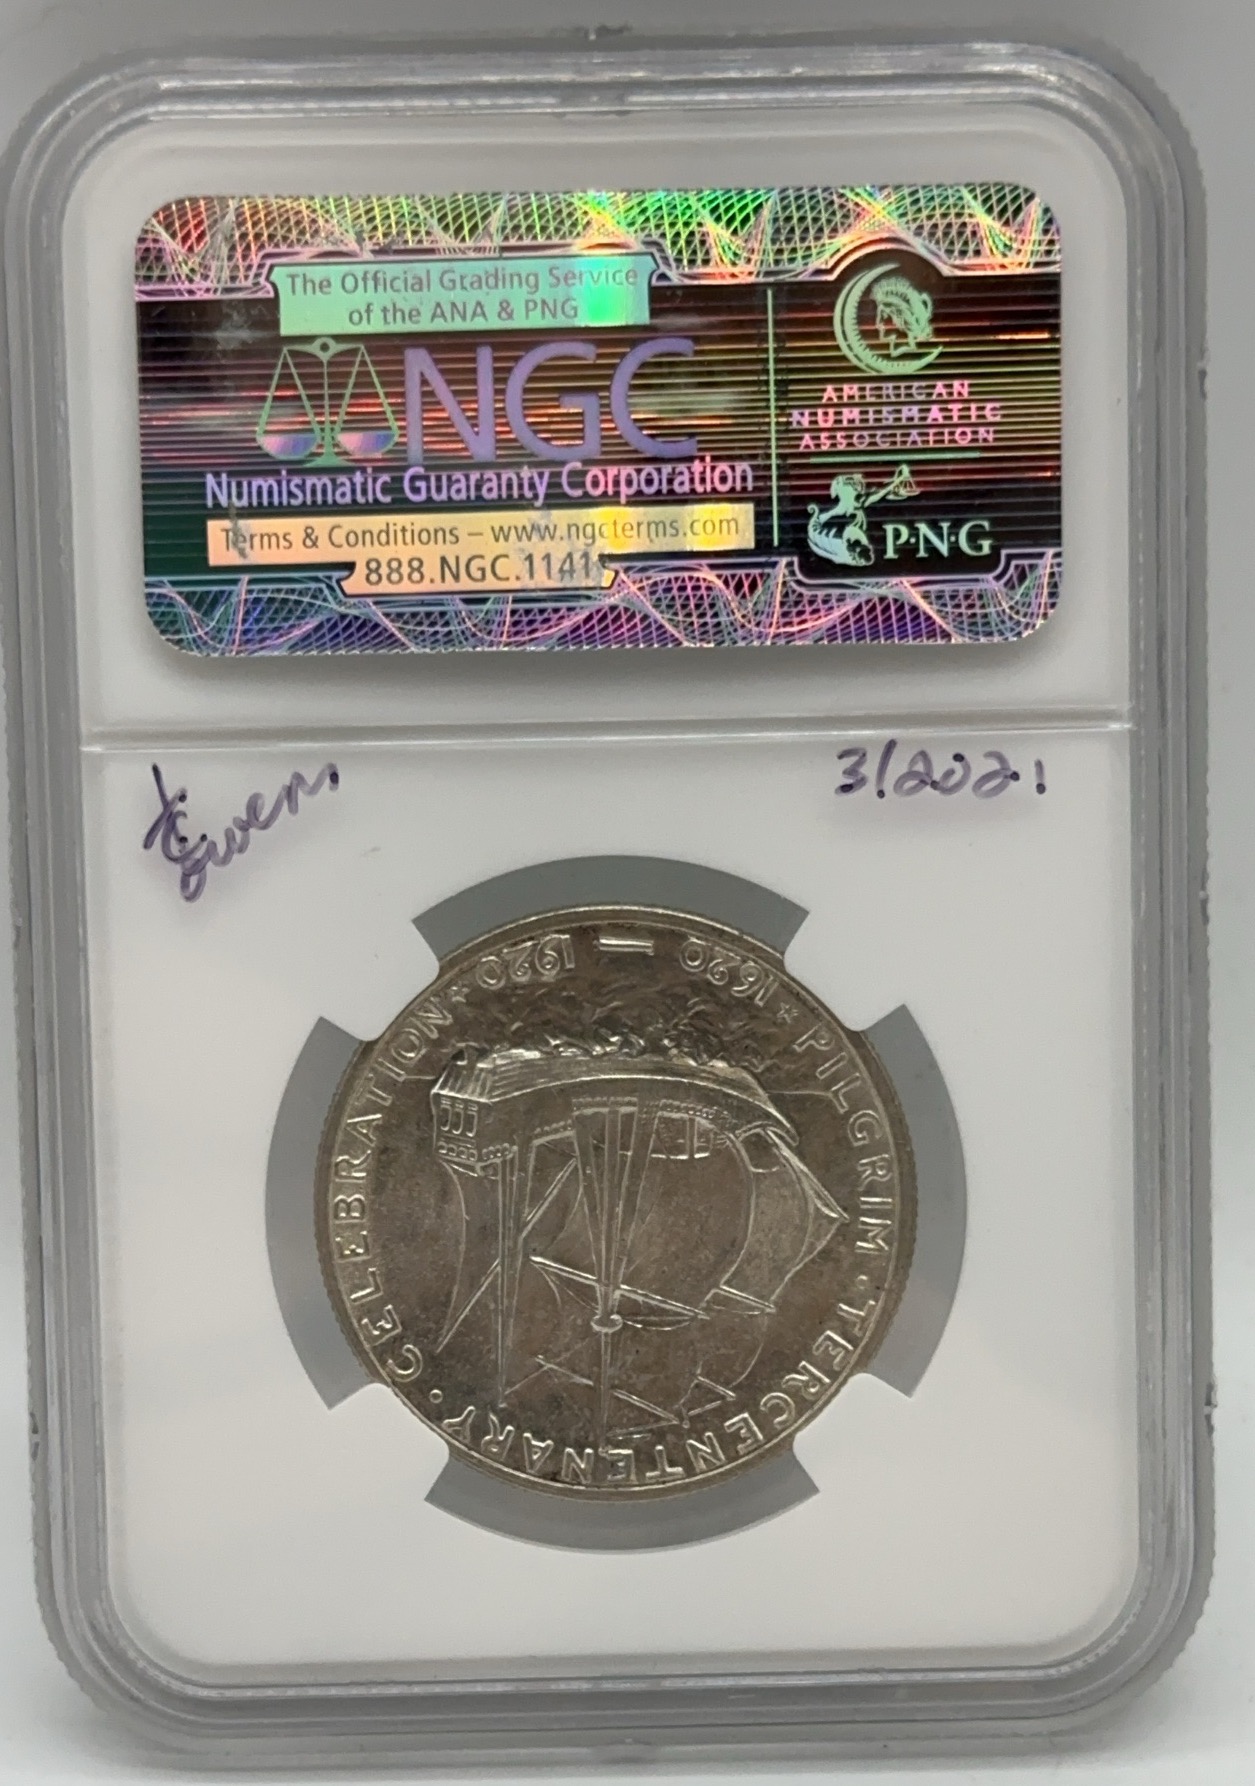 The Official Grading Service
of the ANA & PNG
NGC
Numismatic Guaranty Corporation
Terms & Conditions – www.ngcterms.com
888.NGC.1141
AMERICAN
NUMISMATIC
ASSOCIATION
P·N·G
3/2021
PILGRIM · TERCENTENARY · CELEBRATION
1620 — 1920